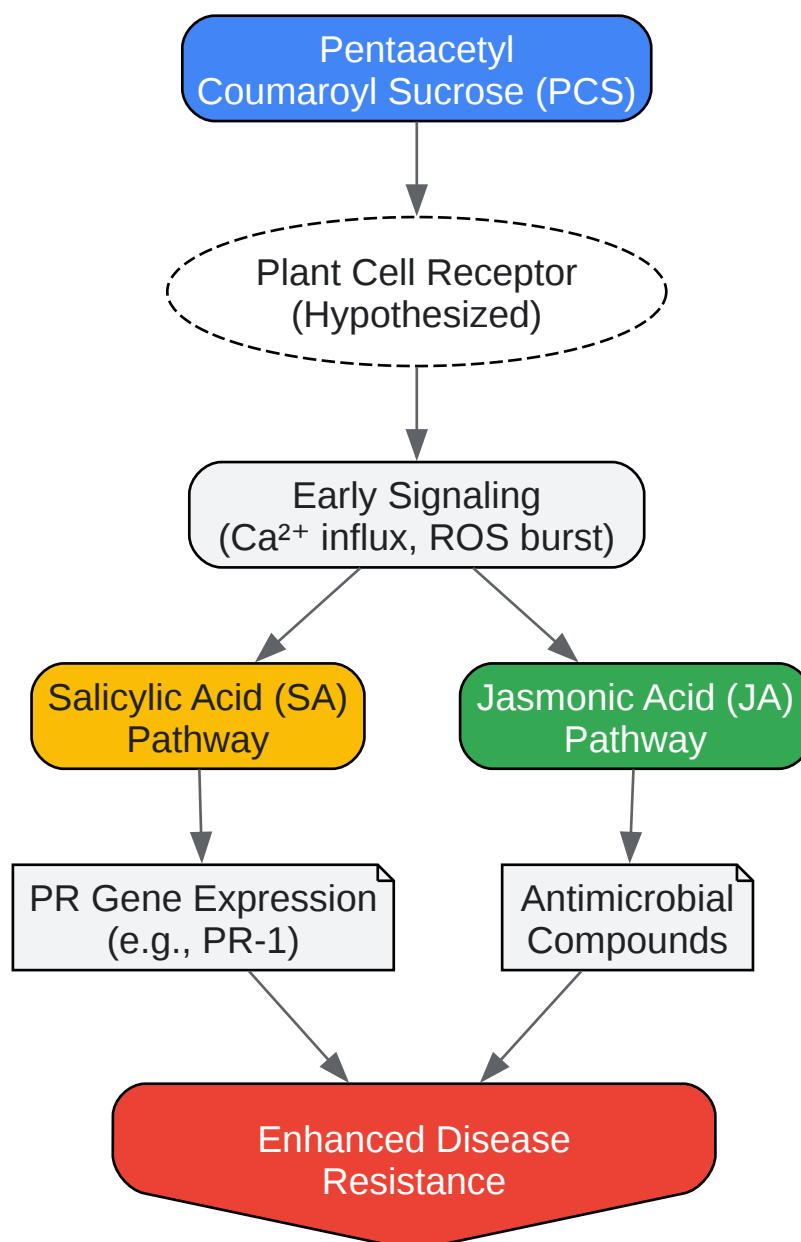 Pentaacetyl
Coumaroyl Sucrose (PCS)
Plant Cell Receptor
(Hypothesized)
Early Signaling
(Ca²⁺ influx, ROS burst)
Salicylic Acid (SA)
Pathway
Jasmonic Acid (JA)
Pathway
PR Gene Expression
(e.g., PR-1)
Antimicrobial
Compounds
Enhanced Disease
Resistance